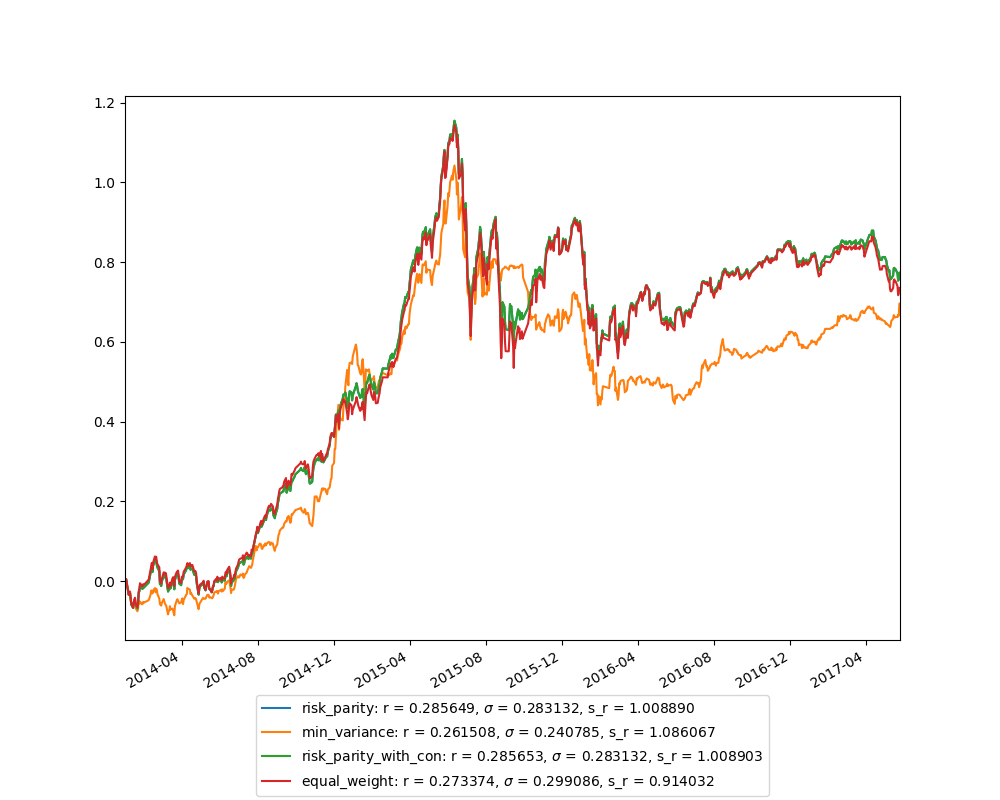 1.2
1.0
0.8
0.6
0.4
0.2
0.0
2014-04 2014-08 2014-12 2015-04 2015-08 2015-12 2016-04 2016-08 2016-12 2017-04
risk_parity: r = 0.285649, σ = 0.283132, s_r = 1.008890
min_variance: r = 0.261508, σ = 0.240785, s_r = 1.086067
risk_parity_with_con: r = 0.285653, σ = 0.283132, s_r = 1.008903
equal_weight: r = 0.273374, σ = 0.299086, s_r = 0.914032